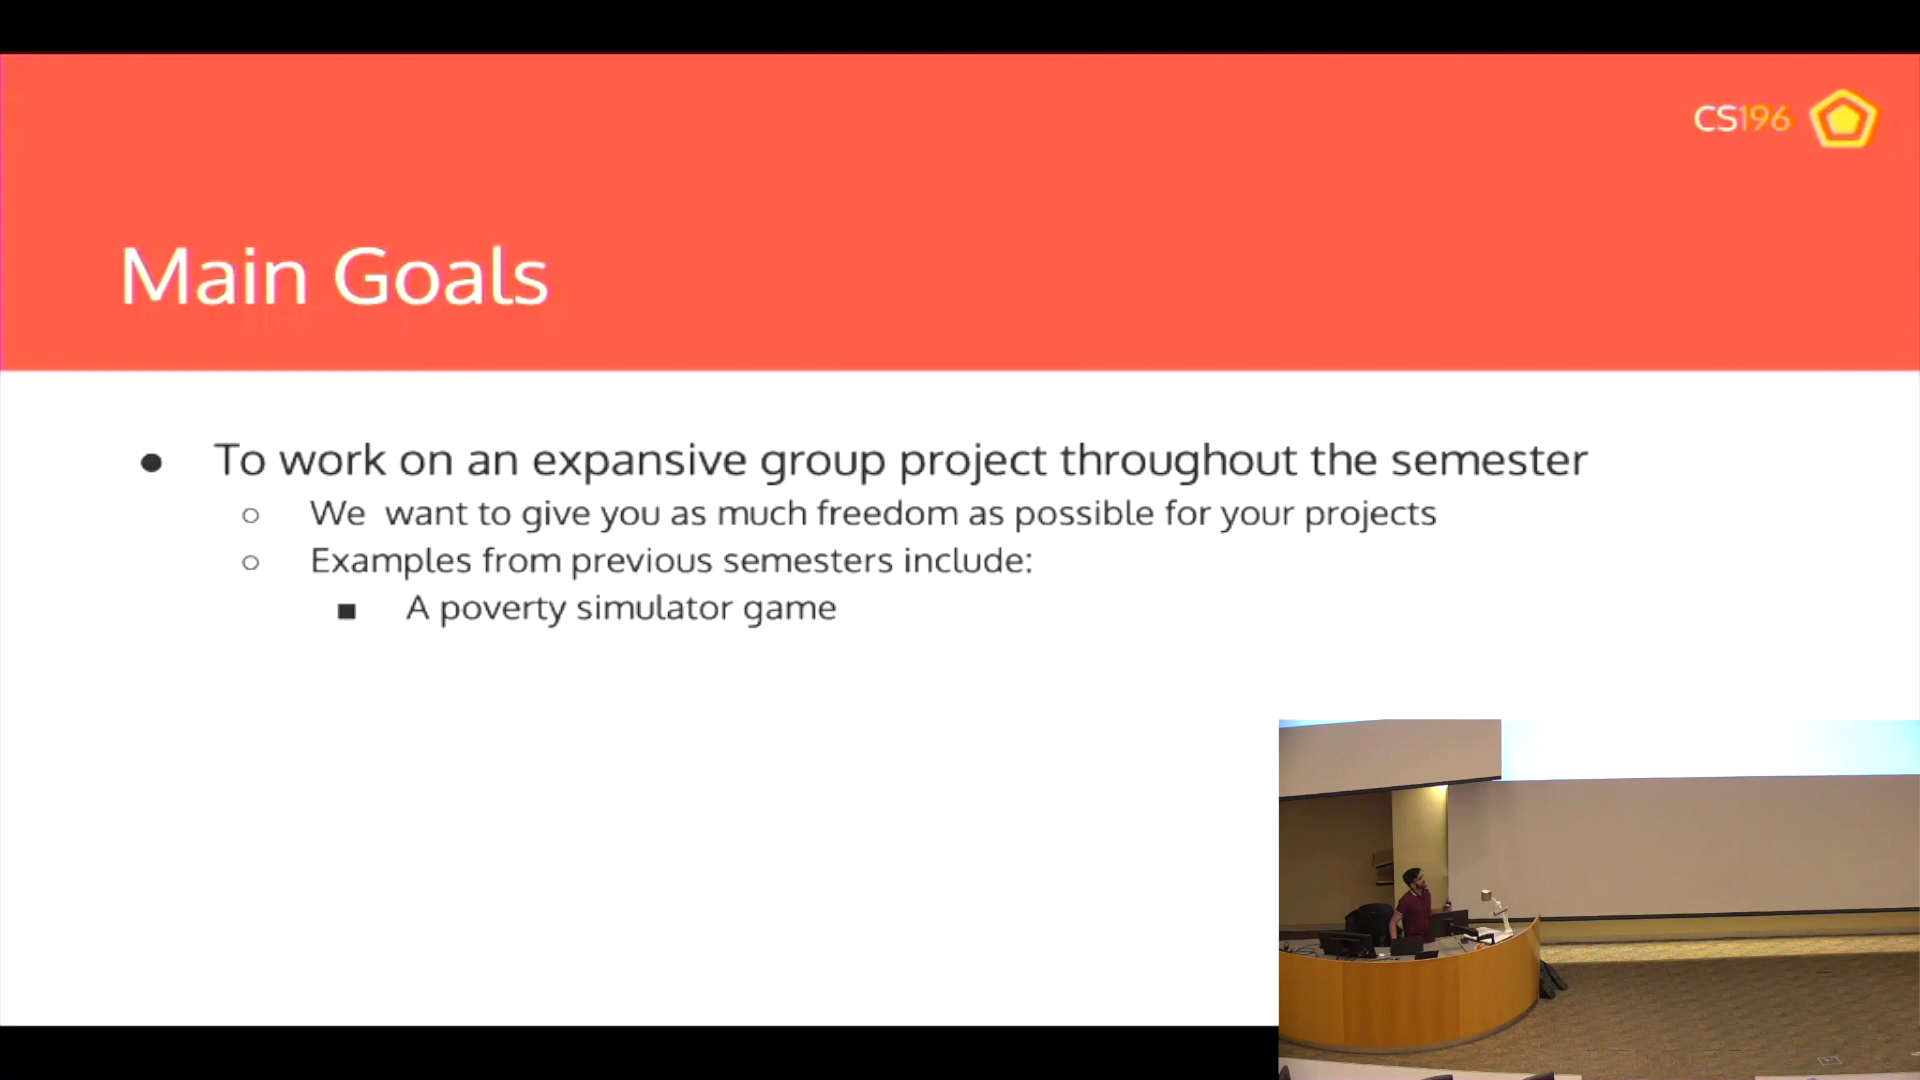 CS196
Main Goals
● To work on an expansive group project throughout the semester
○ We  want to give you as much freedom as possible for your projects
○ Examples from previous semesters include:
■ A poverty simulator game